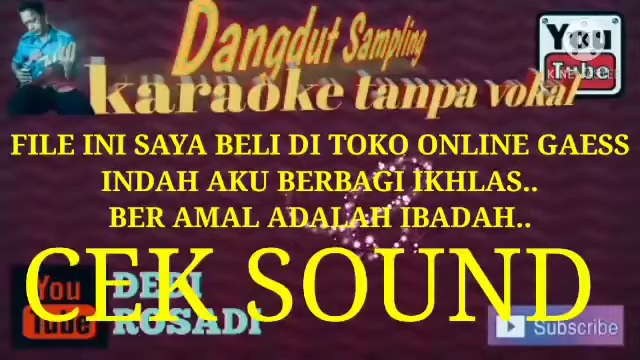 Dangdut Sampling
You
Tube
KINEMASTER
karaoke tanpa vokal
FILE INI SAYA BELI DI TOKO ONLINE GAESS
INDAH AKU BERBAGI IKHLAS..
BER AMAL ADALAH IBADAH..
CEK SOUND
You
Tube
DEDI
ROSADI
Subscribe